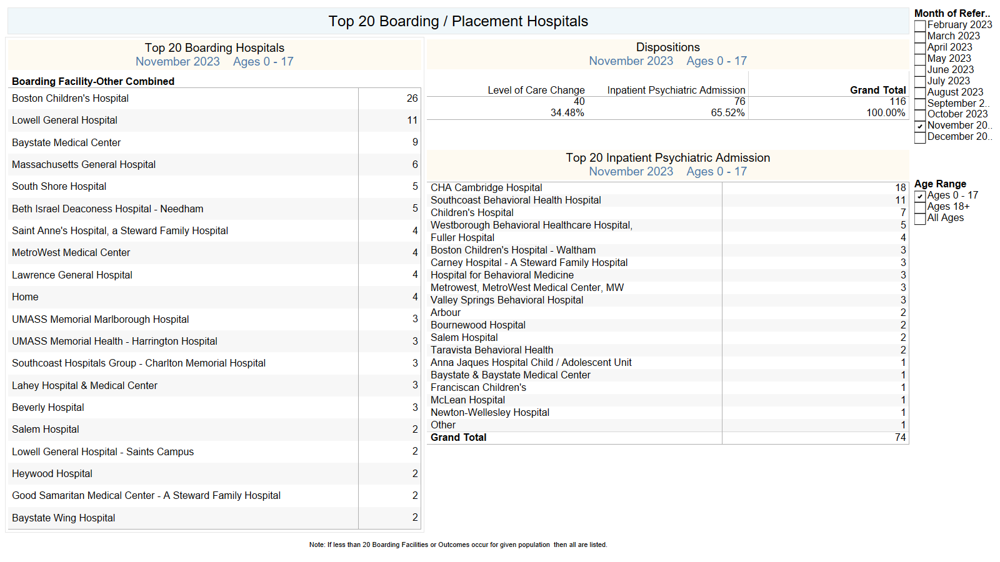 Top 20 Boarding / Placement Hospitals
Top 20 Boarding Hospitals
November 2023 Ages 0 - 17
Boarding Facility-Other Combined
Boston Children's Hospital 26
Lowell General Hospital 11
Baystate Medical Center 9
Massachusetts General Hospital 6
South Shore Hospital 5
Beth Israel Deaconess Hospital - Needham 5
Saint Anne's Hospital, a Steward Family Hospital 4
MetroWest Medical Center 4
Lawrence General Hospital 4
Home 4
UMASS Memorial Marlborough Hospital 3
UMASS Memorial Health - Harrington Hospital 3
Southcoast Hospitals Group - Charlton Memorial Hospital 3
Lahey Hospital & Medical Center 3
Beverly Hospital 3
Salem Hospital 2
Lowell General Hospital - Saints Campus 2
Heywood Hospital 2
Good Samaritan Medical Center - A Steward Family Hospital 2
Baystate Wing Hospital 2
Dispositions
November 2023 Ages 0 - 17
Level of Care Change Inpatient Psychiatric Admission Grand Total
40 76 116
34.48% 65.52% 100.00%
Top 20 Inpatient Psychiatric Admission
November 2023 Ages 0 - 17
CHA Cambridge Hospital 18
Southcoast Behavioral Health Hospital 11
Children's Hospital 7
Westborough Behavioral Healthcare Hospital, 5
Fuller Hospital 4
Boston Children's Hospital - Waltham 3
Carney Hospital - A Steward Family Hospital 3
Hospital for Behavioral Medicine 3
Metrowest, MetroWest Medical Center, MW 3
Valley Springs Behavioral Hospital 3
Arbour 2
Bournewood Hospital 2
Salem Hospital 2
Taravista Behavioral Health 2
Anna Jaques Hospital Child / Adolescent Unit 1
Baystate & Baystate Medical Center 1
Franciscan Children's 1
McLean Hospital 1
Newton-Wellesley Hospital 1
Other 1
Grand Total 74
Month of Refer..
February 2023
March 2023
April 2023
May 2023
June 2023
July 2023
August 2023
September 2..
October 2023
November 20..
December 20..
Age Range
Ages 0 - 17
Ages 18+
All Ages
Note: If less than 20 Boarding Facilities or Outcomes occur for given population then all are listed.